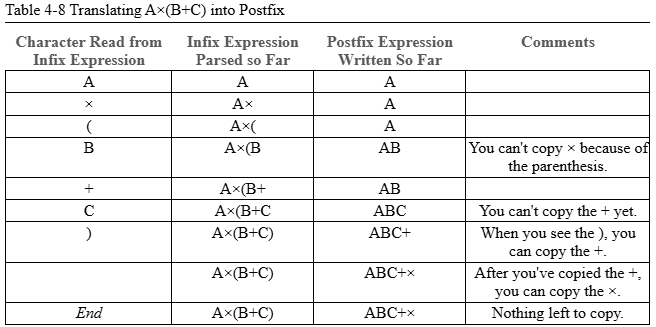 Table 4-8 Translating A×(B+C) into Postfix
Character Read from Infix Expression Postfix Expression Comments
Infix Expression Parsed so Far Written So Far
A A A
× A× A
( A×( A
B A×(B AB You can't copy × because of
the parenthesis.
+ A×(B+ AB
C A×(B+C ABC You can't copy the + yet.
) A×(B+C) ABC+ When you see the ), you
can copy the +.
A×(B+C) ABC+× After you've copied the +,
you can copy the ×.
End A×(B+C) ABC+× Nothing left to copy.